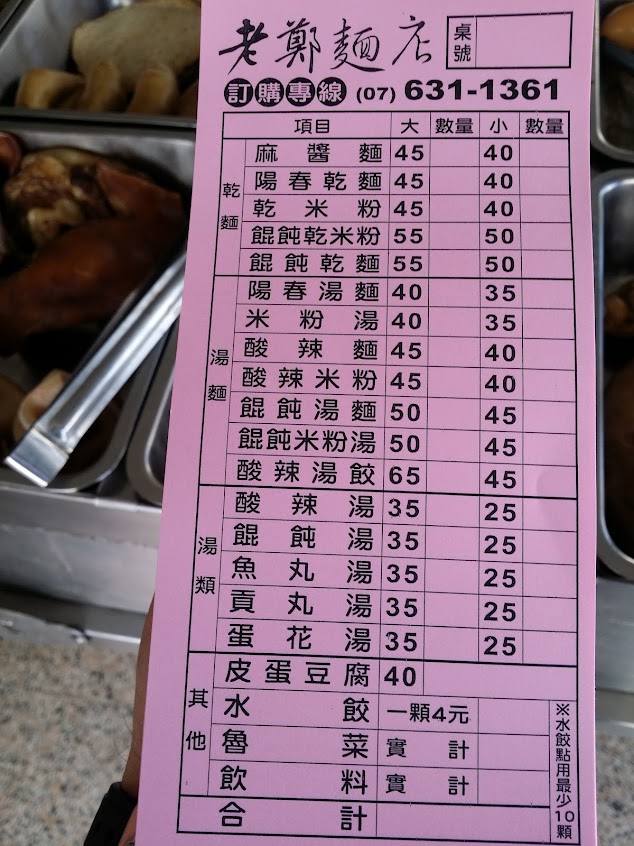 老鄭麵店 桌號
訂購專線 (07) 631-1361
項目 大 數量 小 數量
乾麵
麻醬麵 45 40
陽春乾麵 45 40
乾米粉 45 40
餛飩乾米粉 55 50
餛飩乾麵 55 50
湯麵
陽春湯麵 40 35
米粉湯 40 35
酸辣麵 45 40
酸辣米粉 45 40
餛飩湯麵 50 45
餛飩米粉湯 50 45
酸辣湯餃 65 45
湯類
酸辣湯 35 25
餛飩湯 35 25
魚丸湯 35 25
貢丸湯 35 25
蛋花湯 35 25
其他
皮蛋豆腐 40
水餃 一顆4元
魯菜 實計
飲料 實計
合計
※水餃點用最少10顆